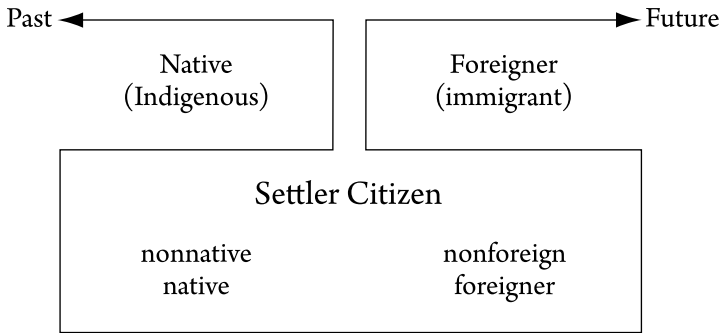 Past
Future
Native
(Indigenous)
Foreigner
(immigrant)
Settler Citizen
nonnative
native
nonforeign
foreigner